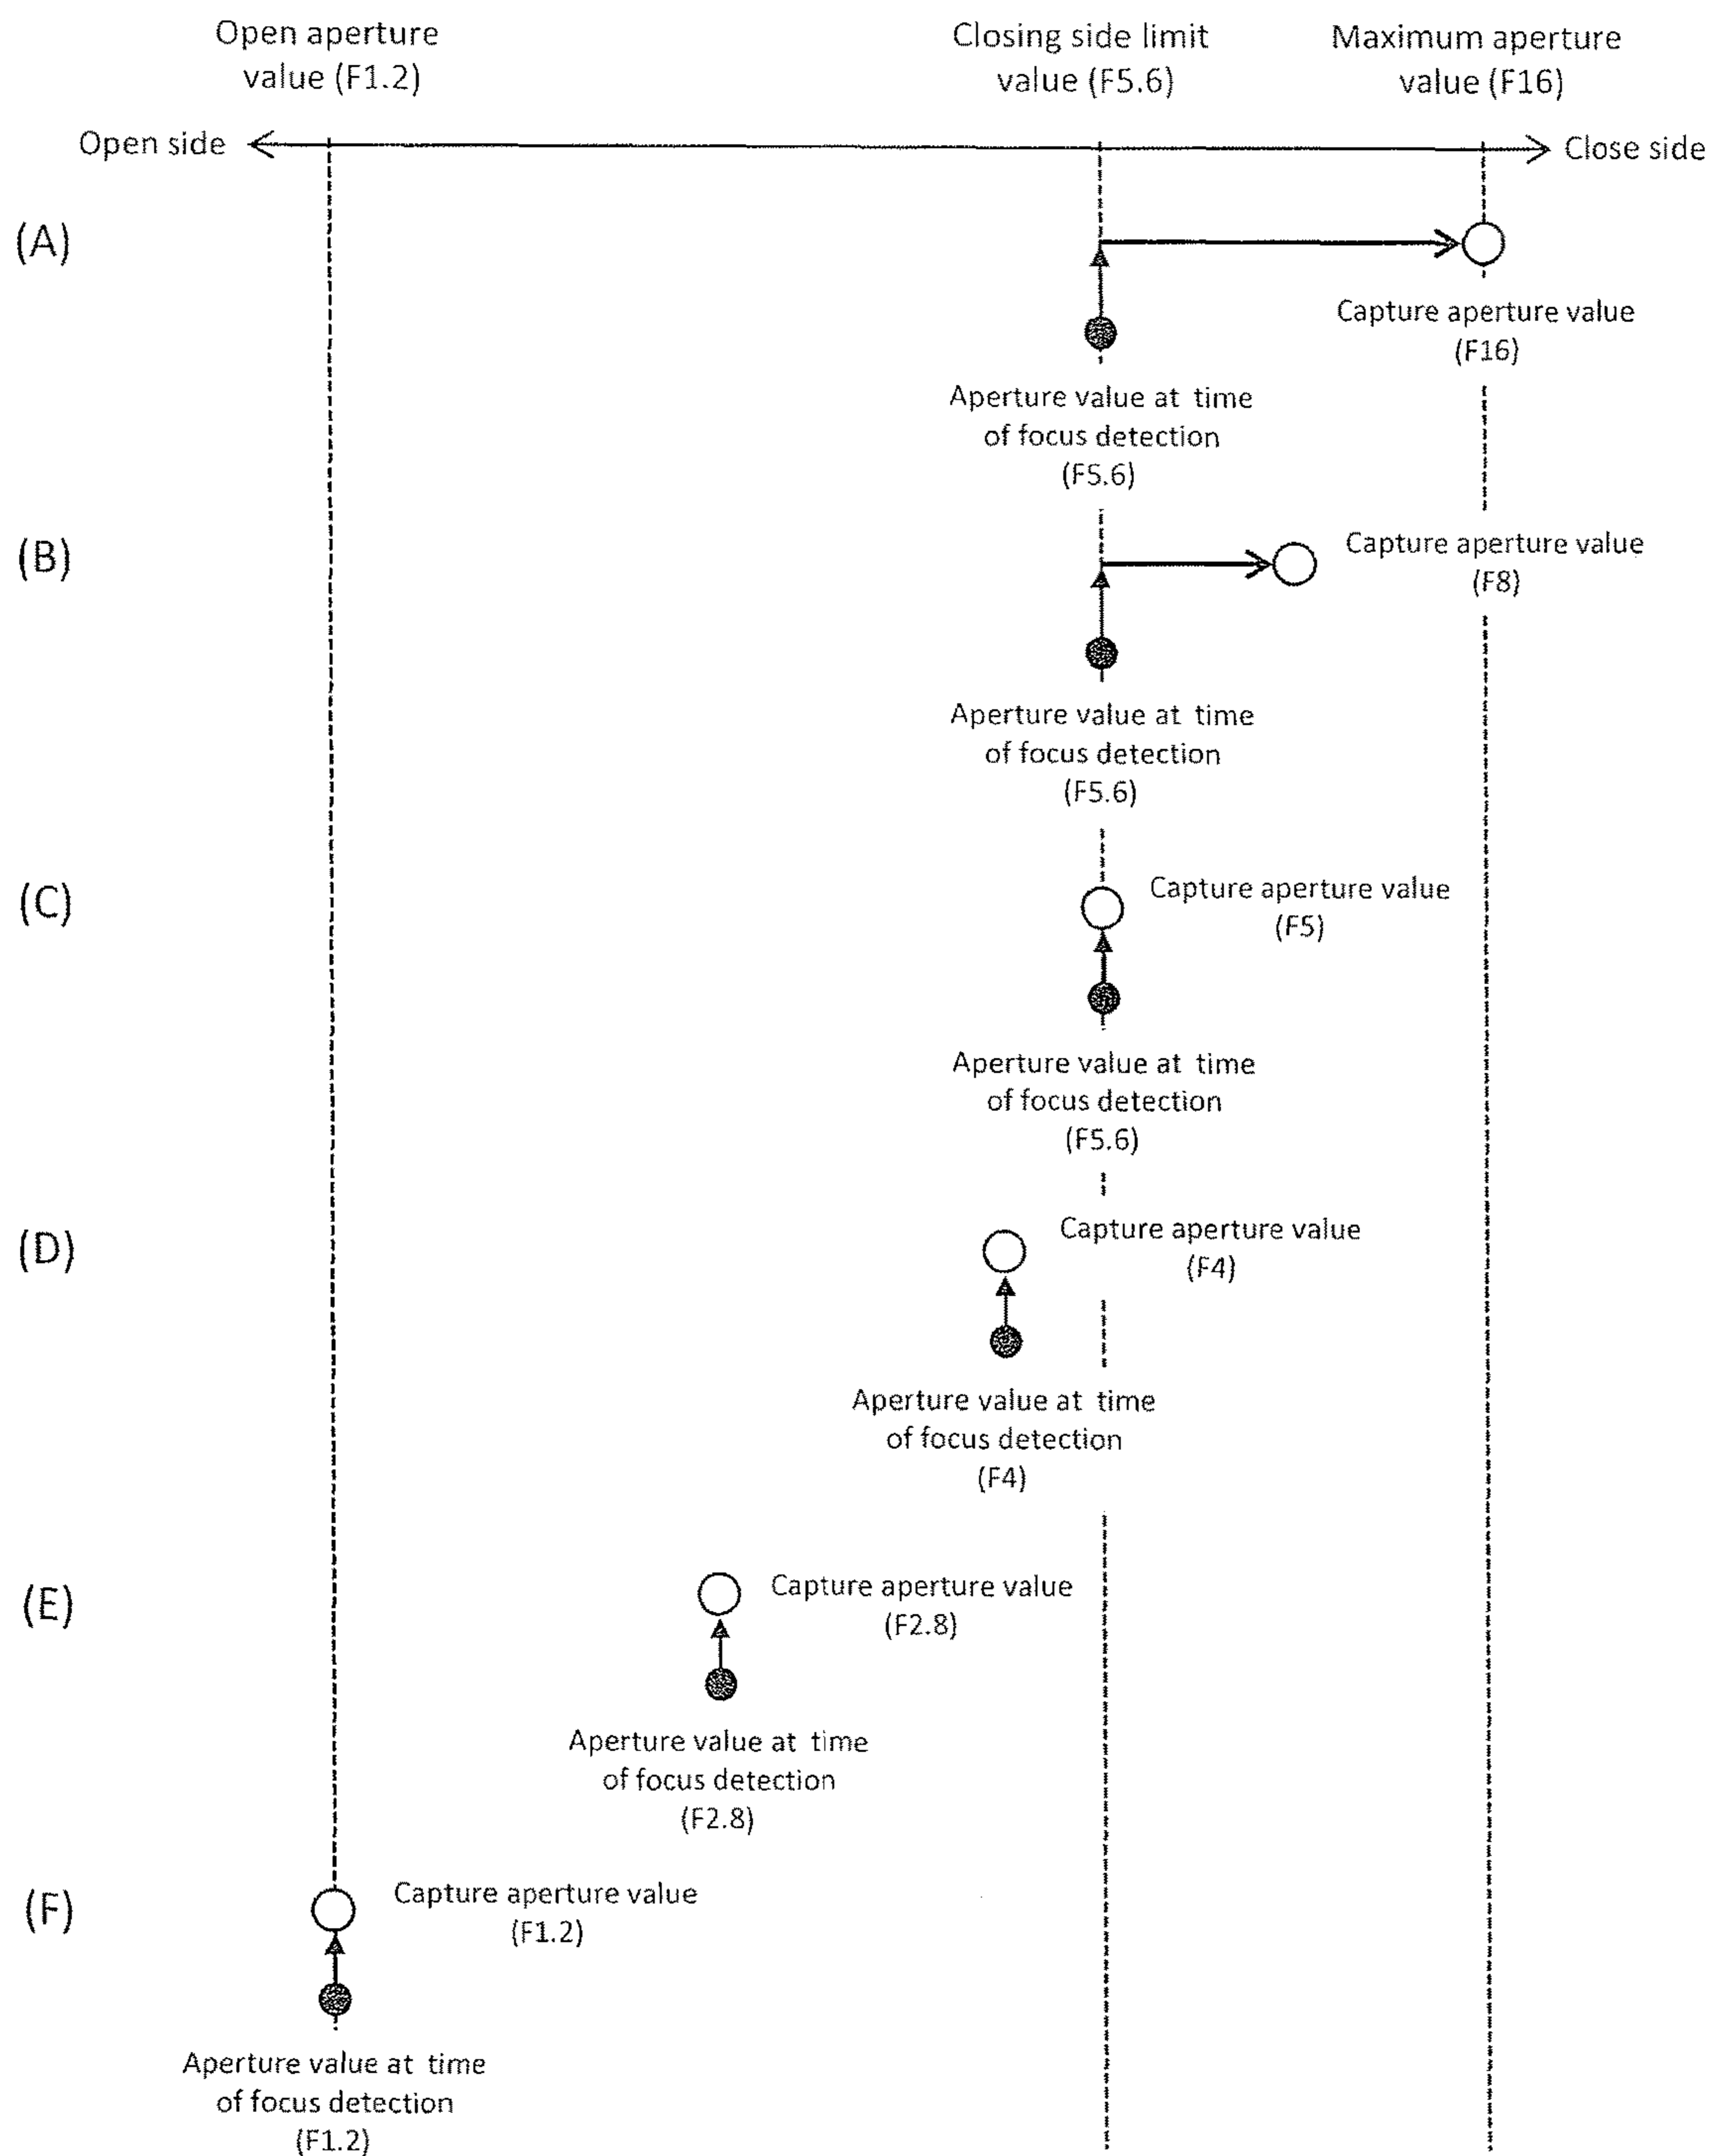 Open aperture
value (F1.2)
Closing side limit
value (F5.6)
Maximum aperture
value (F16)
Open side
Close side
(A)
Capture aperture value
(F16)
Aperture value at time
of focus detection
(F5.6)
(B)
Capture aperture value
(F8)
Aperture value at time
of focus detection
(F5.6)
(C)
Capture aperture value
(F5)
Aperture value at time
of focus detection
(F5.6)
(D)
Capture aperture value
(F4)
Aperture value at time
of focus detection
(F4)
(E)
Capture aperture value
(F2.8)
Aperture value at time
of focus detection
(F2.8)
(F)
Capture aperture value
(F1.2)
Aperture value at time
of focus detection
(F1.2)